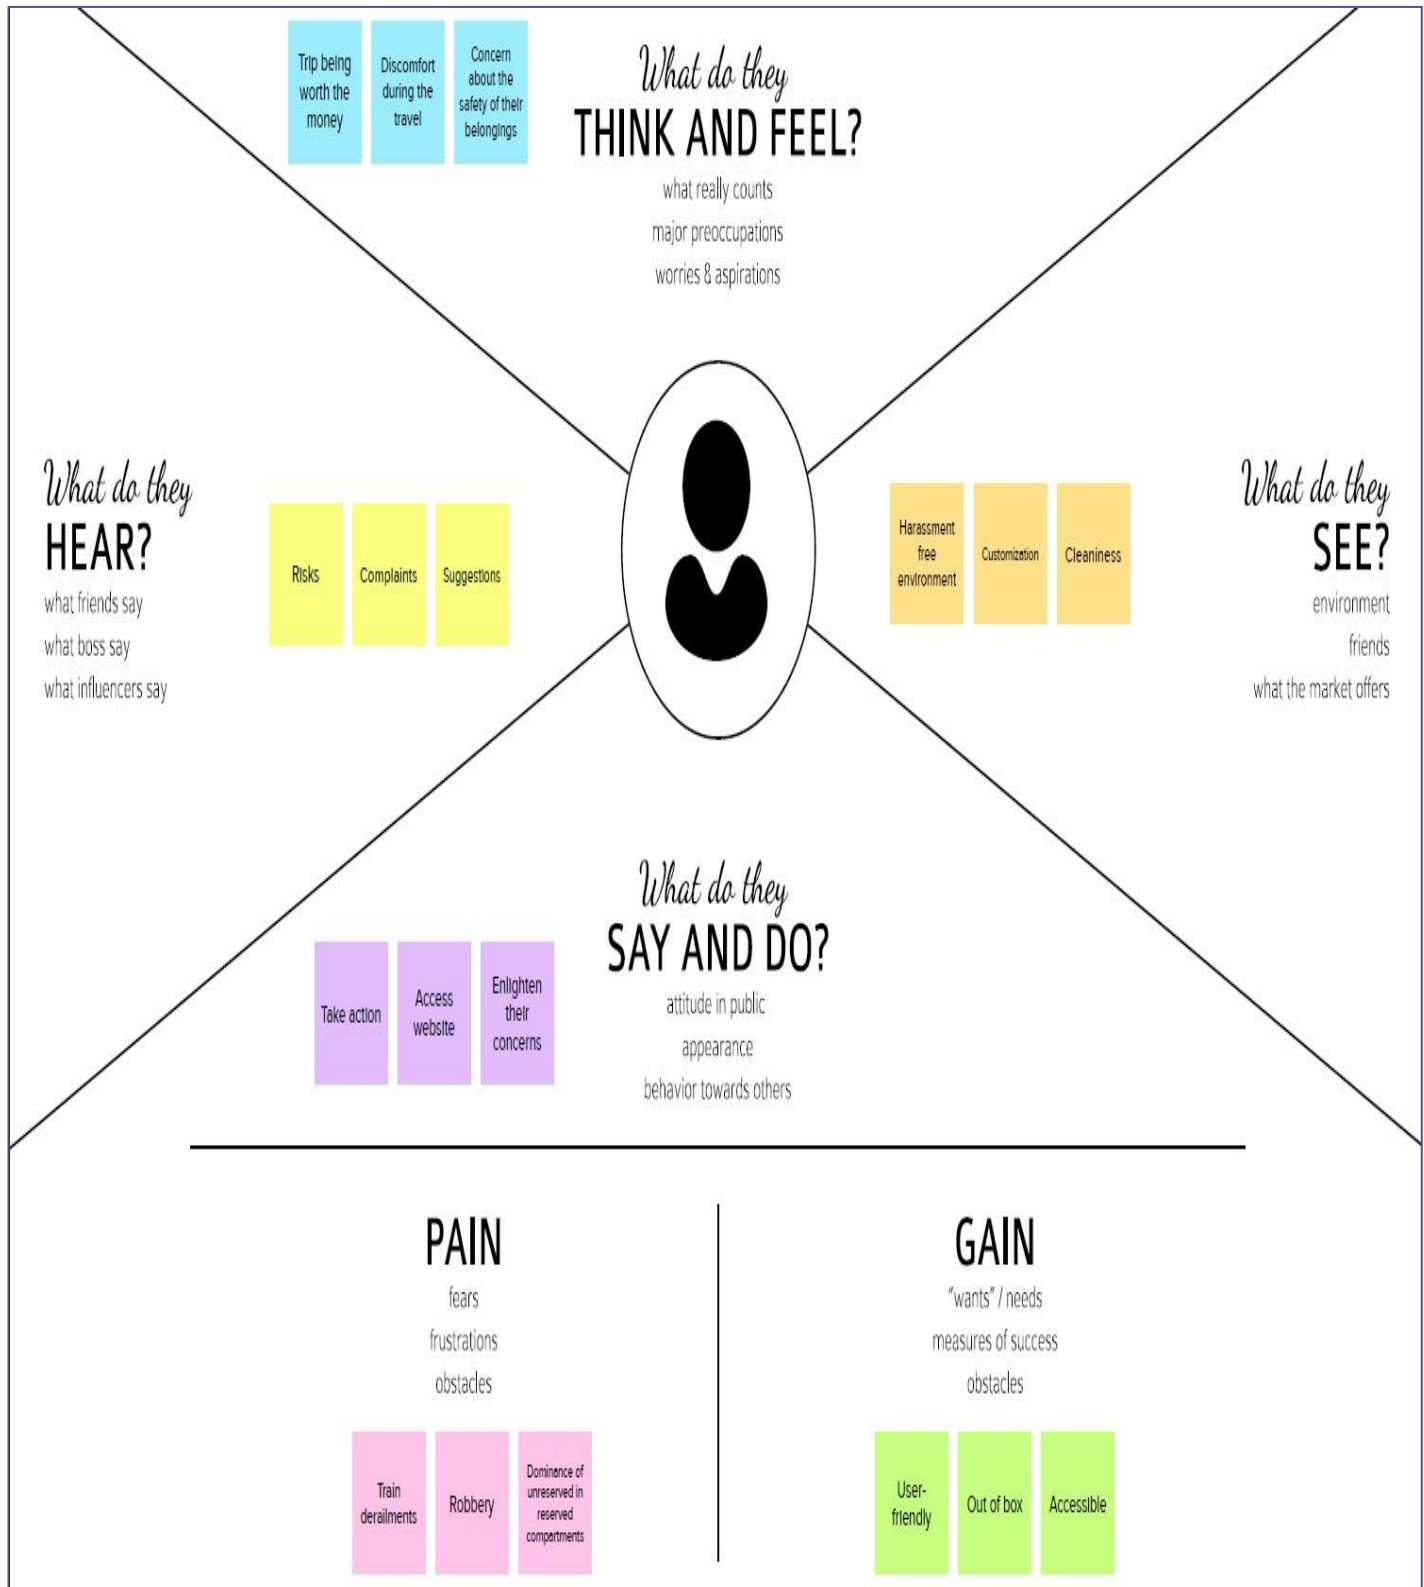 Trip being
worth the
money
Discomfort
during the
travel
Concern
about the
safety of their
belongings
What do they
THINK AND FEEL?
what really counts
major preoccupations
worries & aspirations
What do they
HEAR?
what friends say
what boss say
what influencers say
Risks
Complaints
Suggestions
Harassment
free
environment
Customization
Cleaniness
What do they
SEE?
environment
friends
what the market offers
What do they
SAY AND DO?
attitude in public
appearance
behavior towards others
Take action
Access
website
Enlighten
their
concerns
PAIN
fears
frustrations
obstacles
Train
derailments
Robbery
Dominance of
unreserved in
reserved
compartments
GAIN
"wants" / needs
measures of success
obstacles
User-
friendly
Out of box
Accessible